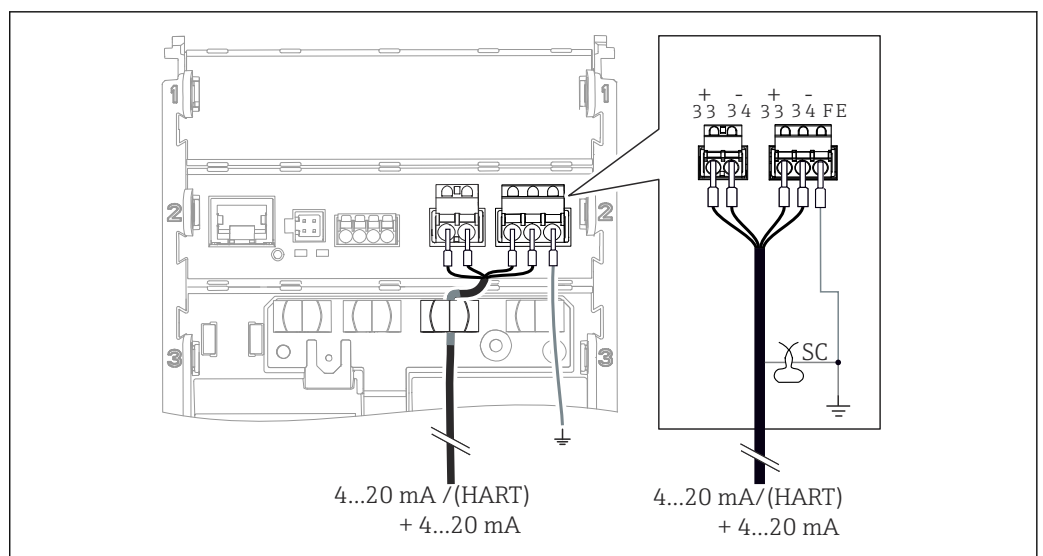 1
1
2
2
3
3
+ - + -
33 34 33 34 FE
SC
4...20 mA /(HART)
+ 4...20 mA
4...20 mA/(HART)
+ 4...20 mA